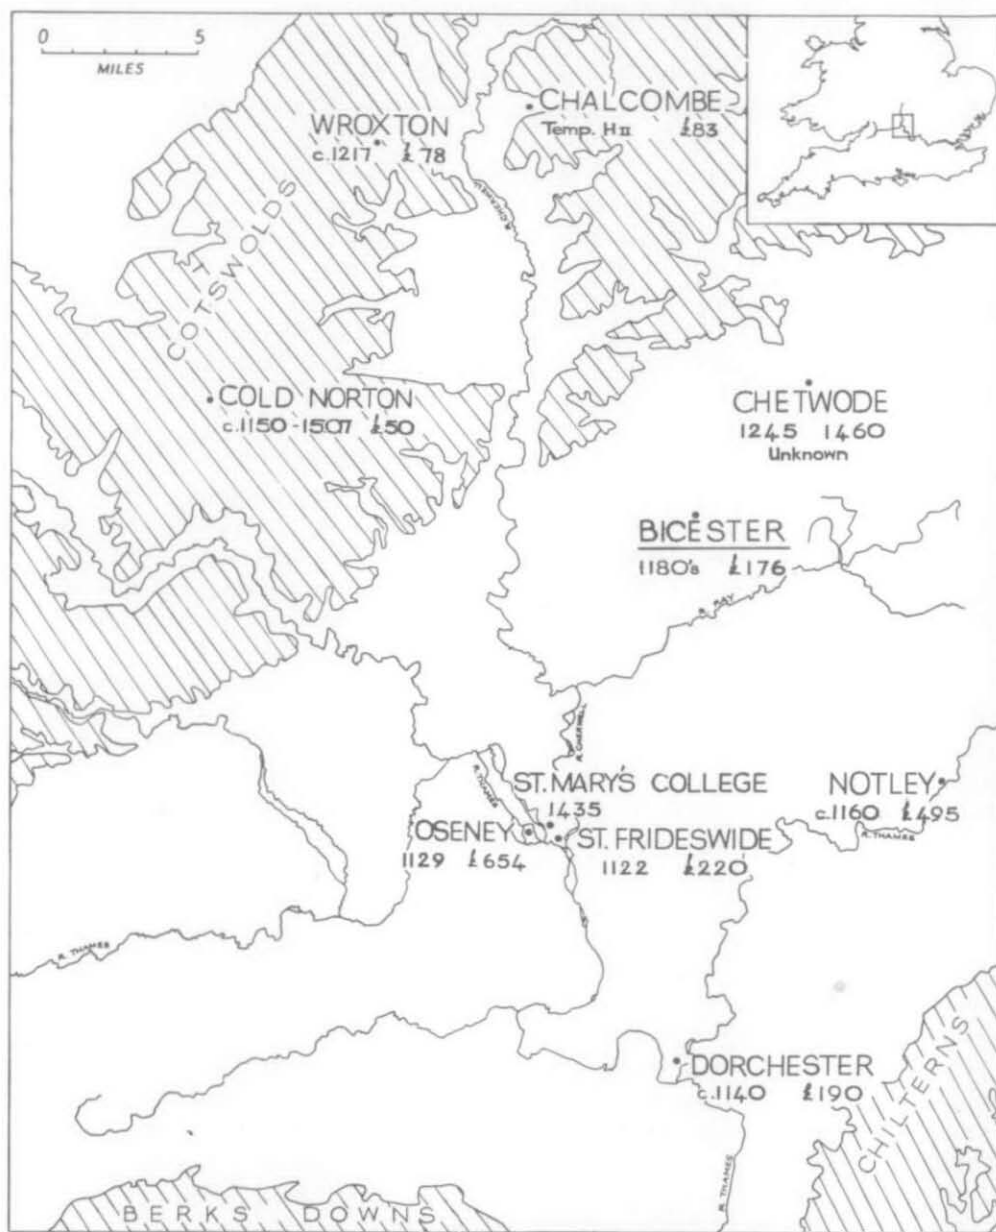 0 5
MILES
CHALCOMBE
Temp. H II £83
WROXTON
c.1217 £78
R. CHERWELL
COTSWOLDS
COLD NORTON
c.1150-1507 £50
CHETWODE
1245 1460
Unknown
BICESTER
1180's £176
R. RAY
R. CHERWELL
R. THAMES
ST. MARY'S COLLEGE
1435
NOTLEY
c.1160 £495
R. THAMES
OSENEY
1129 £654
ST. FRIDESWIDE
1122 £220
R. THAMES
DORCHESTER
c.1140 £190
CHILTERNS
R. THAMES
BERKS DOWNS